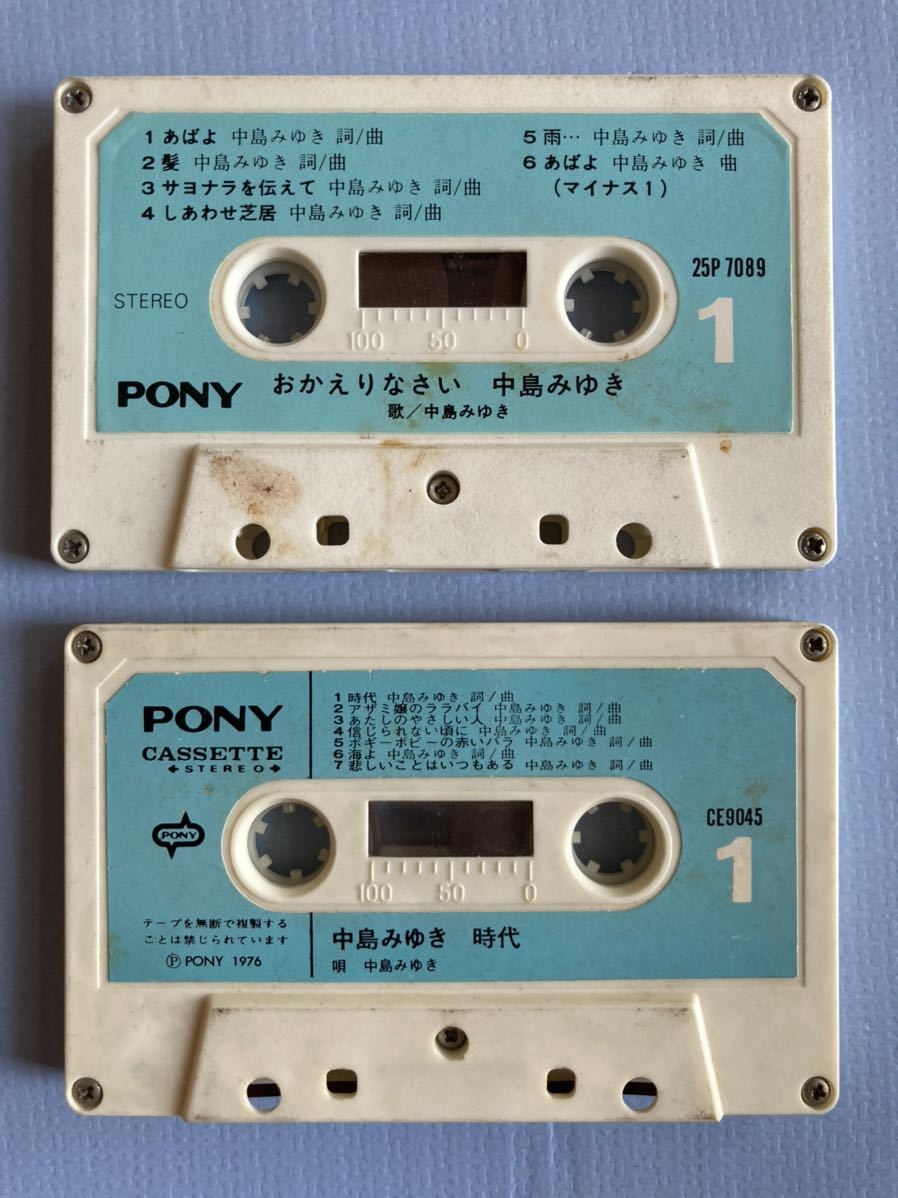 1 あばよ 中島みゆき 詞/曲
2 髪 中島みゆき 詞/曲
3 サヨナラを伝えて 中島みゆき 詞/曲
4 しあわせ芝居 中島みゆき 詞/曲
5 雨… 中島みゆき 詞/曲
6 あばよ 中島みゆき 曲
(マイナス1)
STEREO
25P 7089
1
100 50 0
PONY
おかえりなさい 中島みゆき
歌/中島みゆき
PONY
CASSETTE
STEREO
PONY
1 時代 中島みゆき 詞/曲
2 アザミ嬢のララバイ 中島みゆき 詞/曲
3 あたしのやさしい人 中島みゆき 詞/曲
4 信じられない頃に 中島みゆき 詞/曲
5 ボギーボビーの赤いバラ 中島みゆき 詞/曲
6 海よ 中島みゆき 詞/曲
7 悲しいことはいつもある 中島みゆき 詞/曲
CE9045
1
100 50 0
テープを無断で複製する
ことは禁じられています
Ⓟ PONY 1976
中島みゆき 時代
唄 中島みゆき